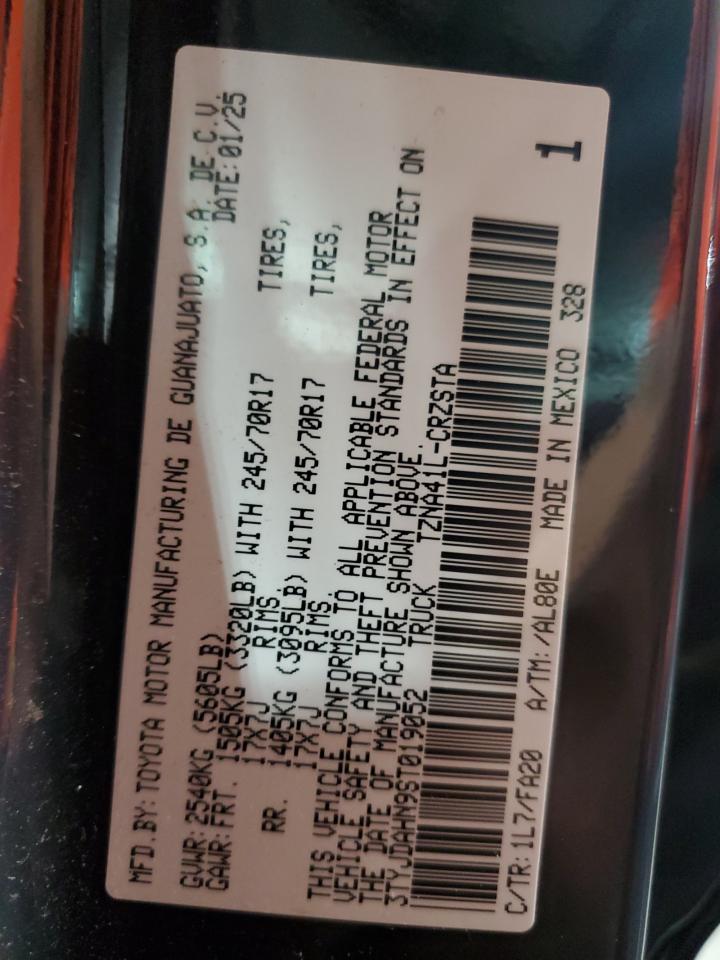 MFD.BY:TOYOTA MOTOR MANUFACTURING DE GUANAJUATO, S.A. DE C.V.
DATE:01/25
GVWR:2540KG (5605LB)
GAWR:FRT. 1505KG (3320LB) WITH 245/70R17 TIRES,
17X7J RIMS.
RR. 1405KG (3095LB) WITH 245/70R17 TIRES,
17X7J RIMS.
THIS VEHICLE CONFORMS TO ALL APPLICABLE FEDERAL MOTOR
VEHICLE SAFETY AND THEFT PREVENTION STANDARDS IN EFFECT ON
THE DATE OF MANUFACTURE SHOWN ABOVE.
3TYJDAHN9ST019052 TRUCK TZNA41L-CRZSTA
C/TR:1L7/FA20 A/TM:/AL80E MADE IN MEXICO 328
1